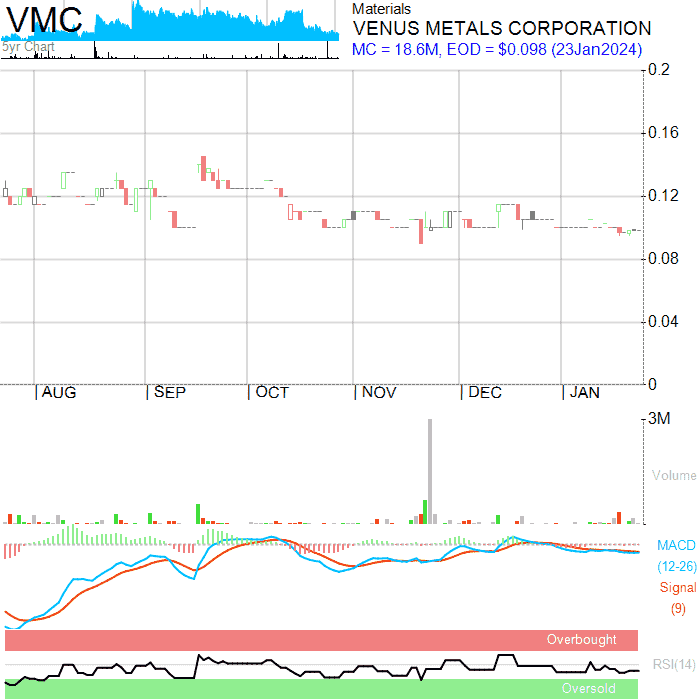 VMC
5yr Chart
Materials
VENUS METALS CORPORATION
MC = 18.6M, EOD = $0.098 (23Jan2024)
0.2
0.16
0.12
0.08
0.04
0
AUG SEP OCT NOV DEC JAN
3M
Volume
MACD
(12-26)
Signal
(9)
Overbought
RSI(14)
Oversold